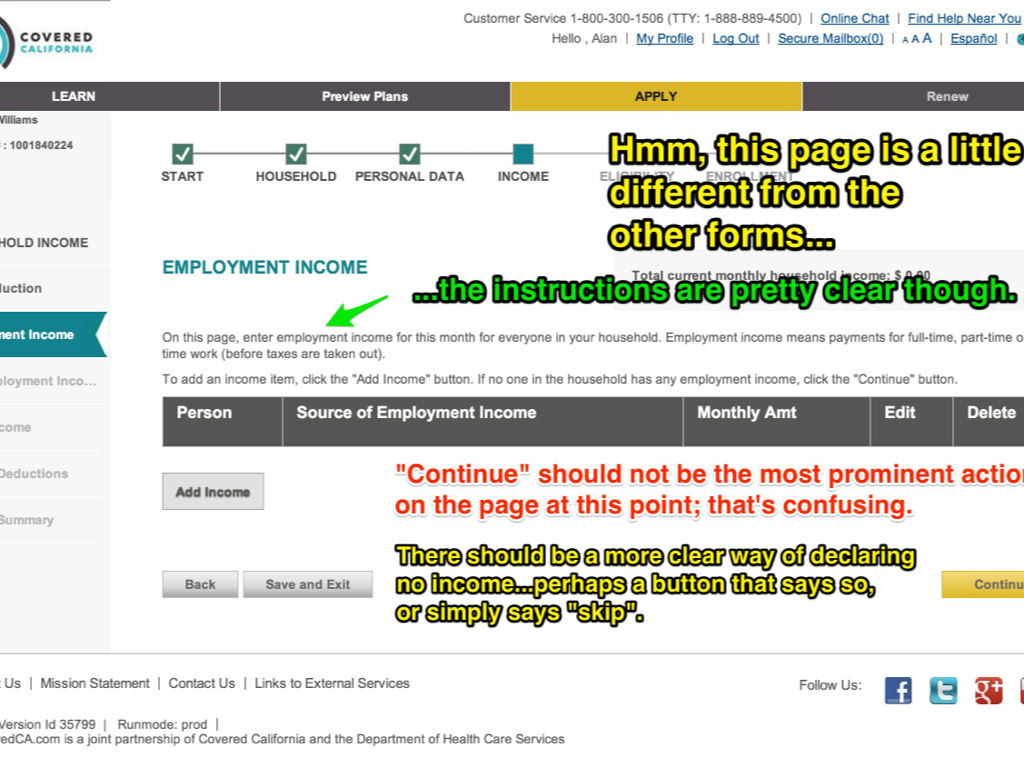 Customer Service 1-800-300-1506 (TTY: 1-888-889-4500) | Online Chat | Find Help Near You
COVERED
CALIFORNIA
Hello , Alan | My Profile | Log Out | Secure Mailbox(0) | A A A | Español |
LEARN Preview Plans APPLY Renew
Williams
: 1001840224
START HOUSEHOLD PERSONAL DATA INCOME ELIGIBILITY ENROLLMENT
Hmm, this page is a little
different from the
other forms...
HOLD INCOME
EMPLOYMENT INCOME
Total current monthly household income: $ 0.00
...the instructions are pretty clear though.
uction
ment Income
ployment Inco...
come
Deductions
Summary
On this page, enter employment income for this month for everyone in your household. Employment income means payments for full-time, part-time o
time work (before taxes are taken out).
To add an income item, click the "Add Income" button. If no one in the household has any employment income, click the "Continue" button.
Person Source of Employment Income Monthly Amt Edit Delete
Add Income
"Continue" should not be the most prominent action
on the page at this point; that's confusing.
There should be a more clear way of declaring
no income...perhaps a button that says so,
or simply says "skip".
Back Save and Exit Continu
t Us | Mission Statement | Contact Us | Links to External Services
Follow Us:
Version Id 35799 | Runmode: prod |
redCA.com is a joint partnership of Covered California and the Department of Health Care Services